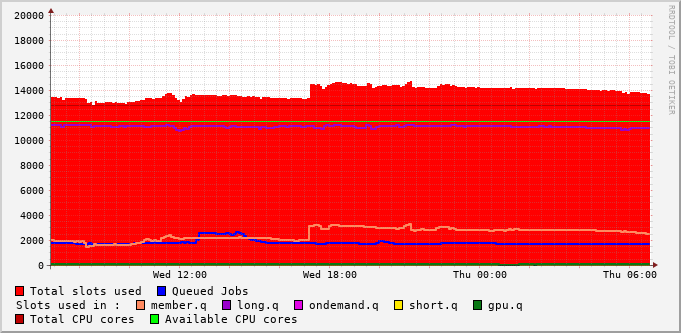 20000
18000
16000
14000
12000
10000
8000
6000
4000
2000
0
Wed 12:00 Wed 18:00 Thu 00:00 Thu 06:00
RRDTOOL / TOBI OETIKER
Total slots used Queued Jobs
Slots used in : member.q long.q ondemand.q short.q gpu.q
Total CPU cores Available CPU cores